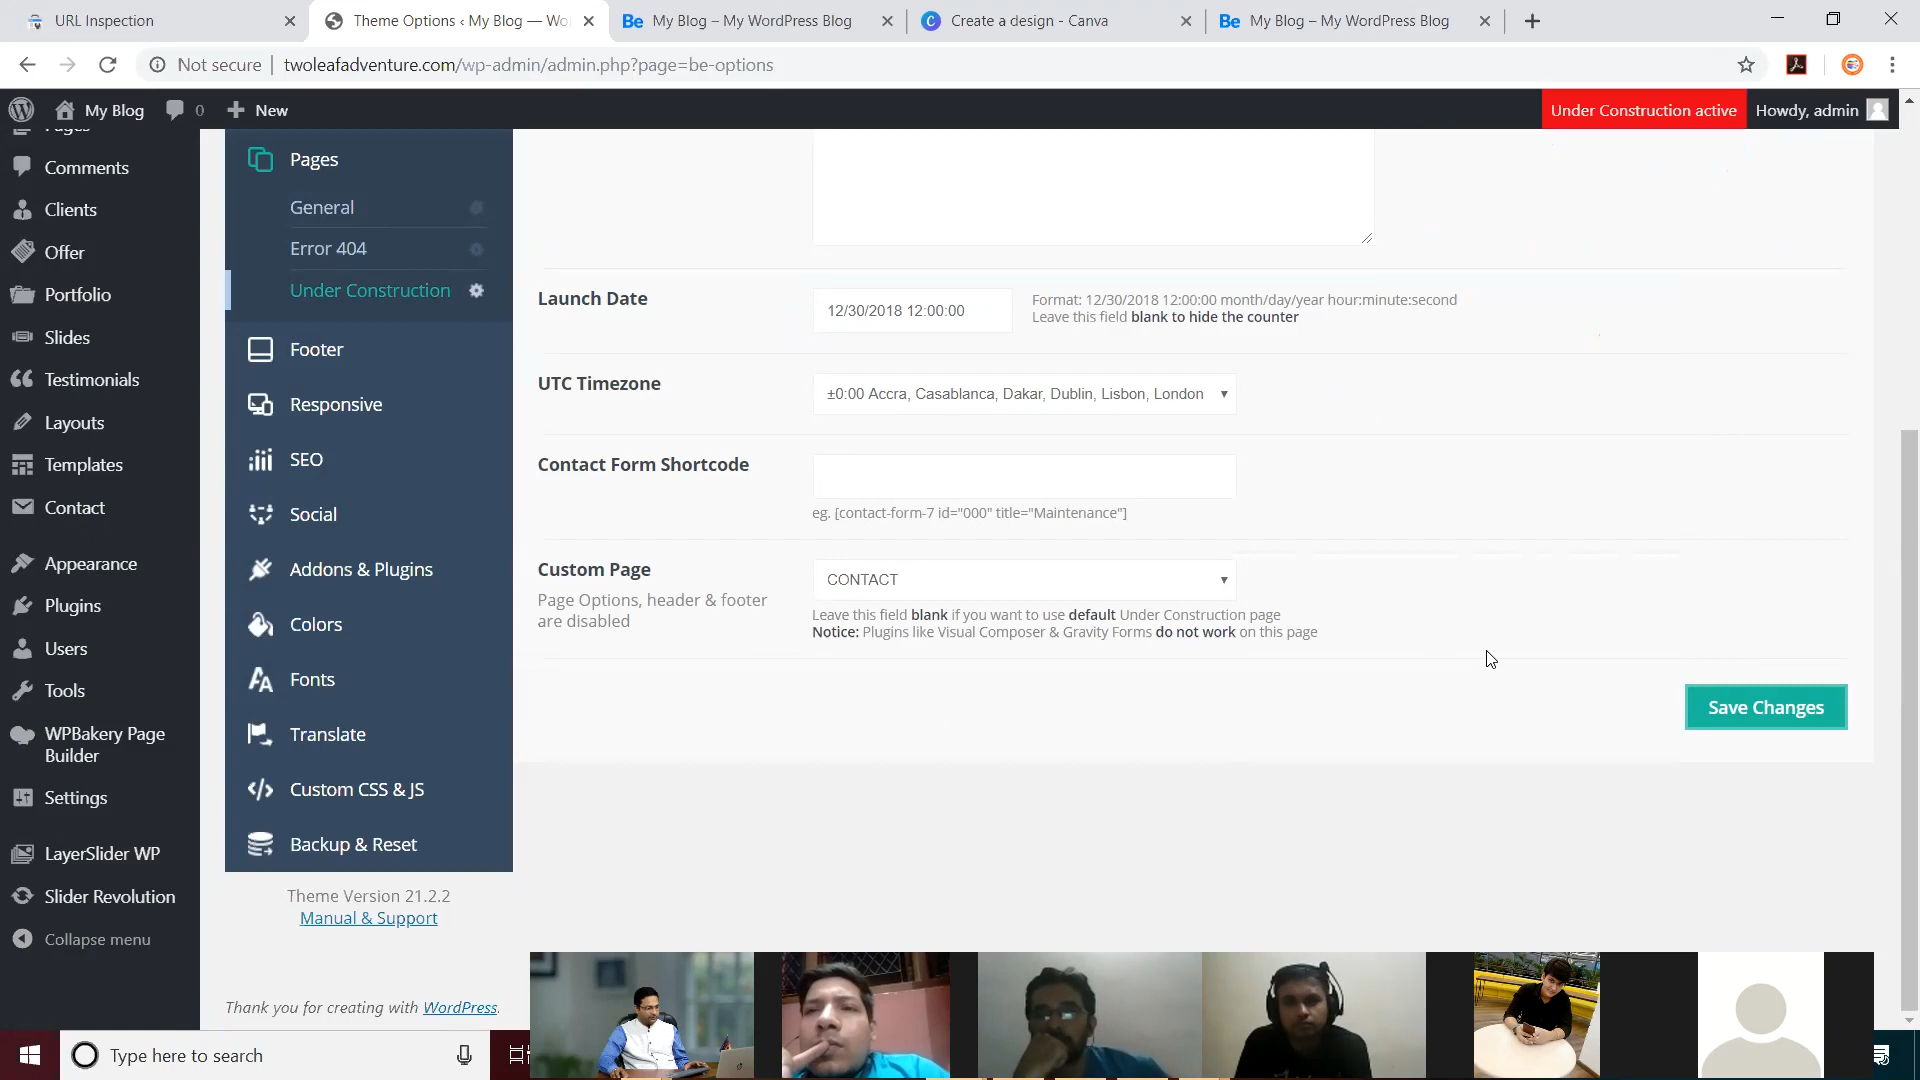 URL Inspection
Theme Options ‹ My Blog — Wo
Be My Blog – My WordPress Blog
Create a design - Canva
Be My Blog – My WordPress Blog
Not secure | twoleafadventure.com/wp-admin/admin.php?page=be-options
My Blog 0 New Under Construction active Howdy, admin
Comments
Clients
Offer
Portfolio
Slides
Testimonials
Layouts
Templates
Contact
Appearance
Plugins
Users
Tools
WPBakery Page
Builder
Settings
LayerSlider WP
Slider Revolution
Collapse menu
Pages
General
Error 404
Under Construction
Footer
Responsive
SEO
Social
Addons & Plugins
Colors
Fonts
Translate
Custom CSS & JS
Backup & Reset
Theme Version 21.2.2
Manual & Support
Thank you for creating with WordPress.
Launch Date
12/30/2018 12:00:00
Format: 12/30/2018 12:00:00 month/day/year hour:minute:second
Leave this field blank to hide the counter
UTC Timezone
±0:00 Accra, Casablanca, Dakar, Dublin, Lisbon, London
Contact Form Shortcode
eg. [contact-form-7 id="000" title="Maintenance"]
Custom Page
Page Options, header & footer
are disabled
CONTACT
Leave this field blank if you want to use default Under Construction page
Notice: Plugins like Visual Composer & Gravity Forms do not work on this page
Save Changes
Type here to search